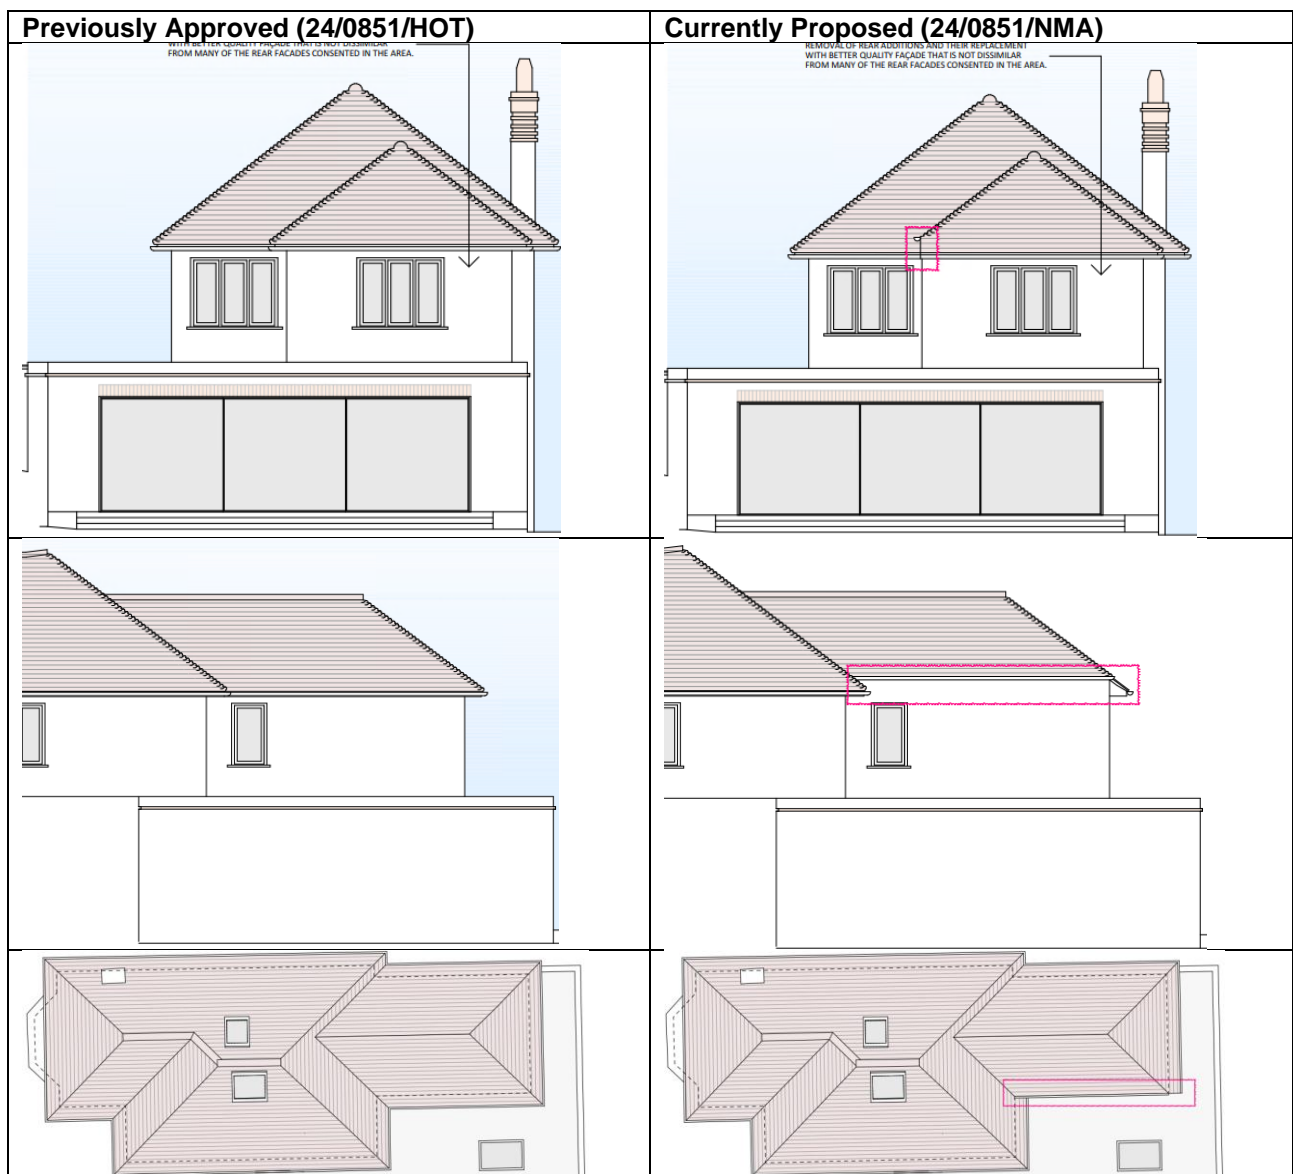 Previously Approved (24/0851/HOT)
Currently Proposed (24/0851/NMA)
WITH BETTER QUALITY FAÇADE THAT IS NOT DISSIMILAR
FROM MANY OF THE REAR FACADES CONSENTED IN THE AREA.
REMOVAL OF REAR ADDITIONS AND THEIR REPLACEMENT
WITH BETTER QUALITY FAÇADE THAT IS NOT DISSIMILAR
FROM MANY OF THE REAR FACADES CONSENTED IN THE AREA.